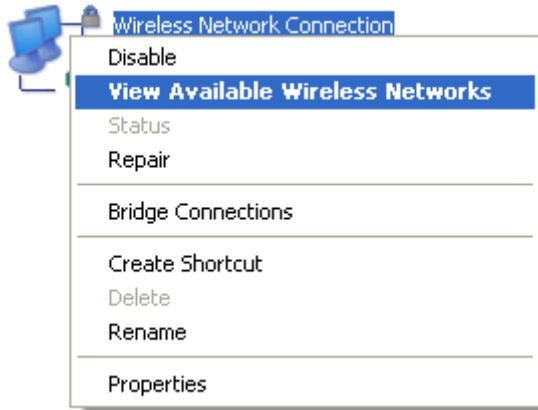 Wireless Network Connection
Disable
View Available Wireless Networks
Status
Repair
Bridge Connections
Create Shortcut
Delete
Rename
Properties